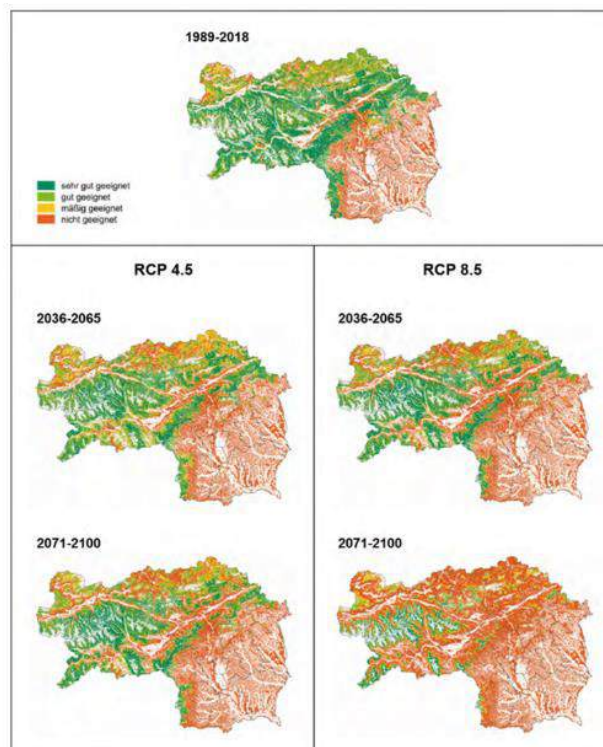 1989-2018
sehr gut geeignet
gut geeignet
mäßig geeignet
nicht geeignet
RCP 4.5
RCP 8.5
2036-2065
2036-2065
2071-2100
2071-2100